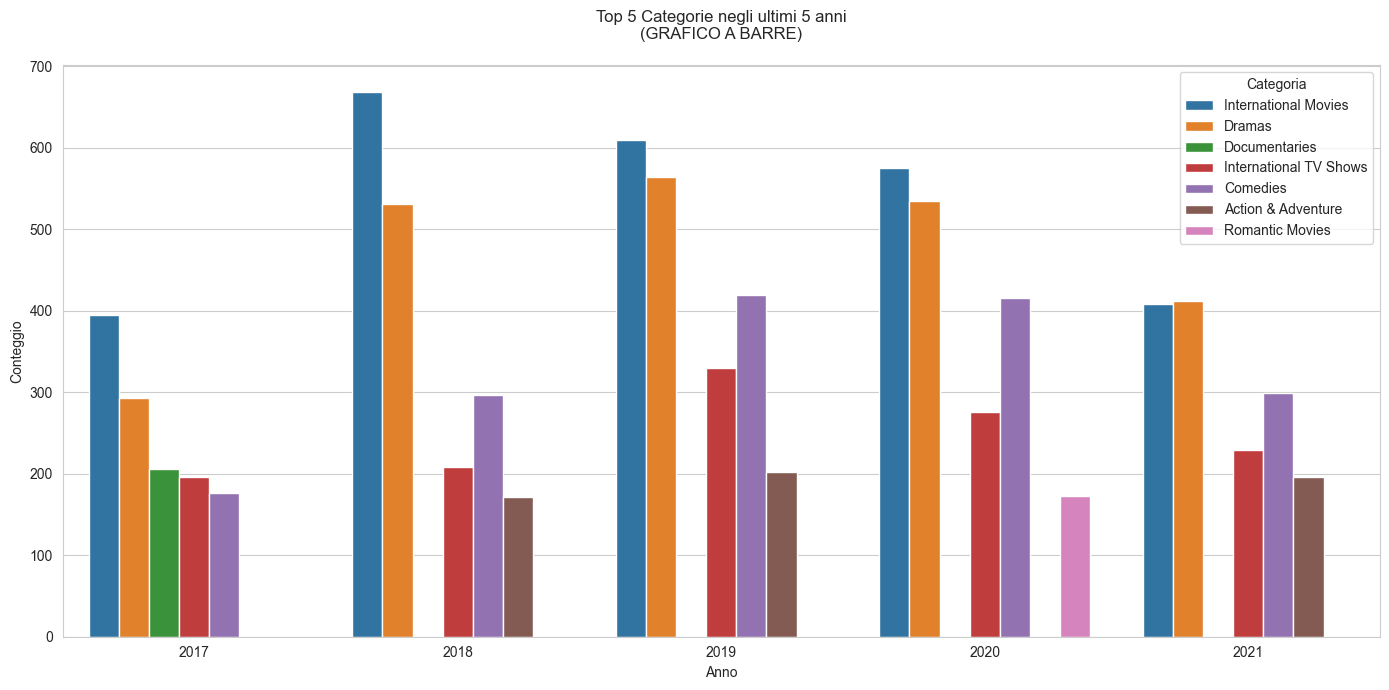 Top 5 Categorie negli ultimi 5 anni
(GRAFICO A BARRE)
Categoria
International Movies
Dramas
Documentaries
International TV Shows
Comedies
Action & Adventure
Romantic Movies
Conteggio
700
600
500
400
300
200
100
0
2017
2018
2019
2020
2021
Anno